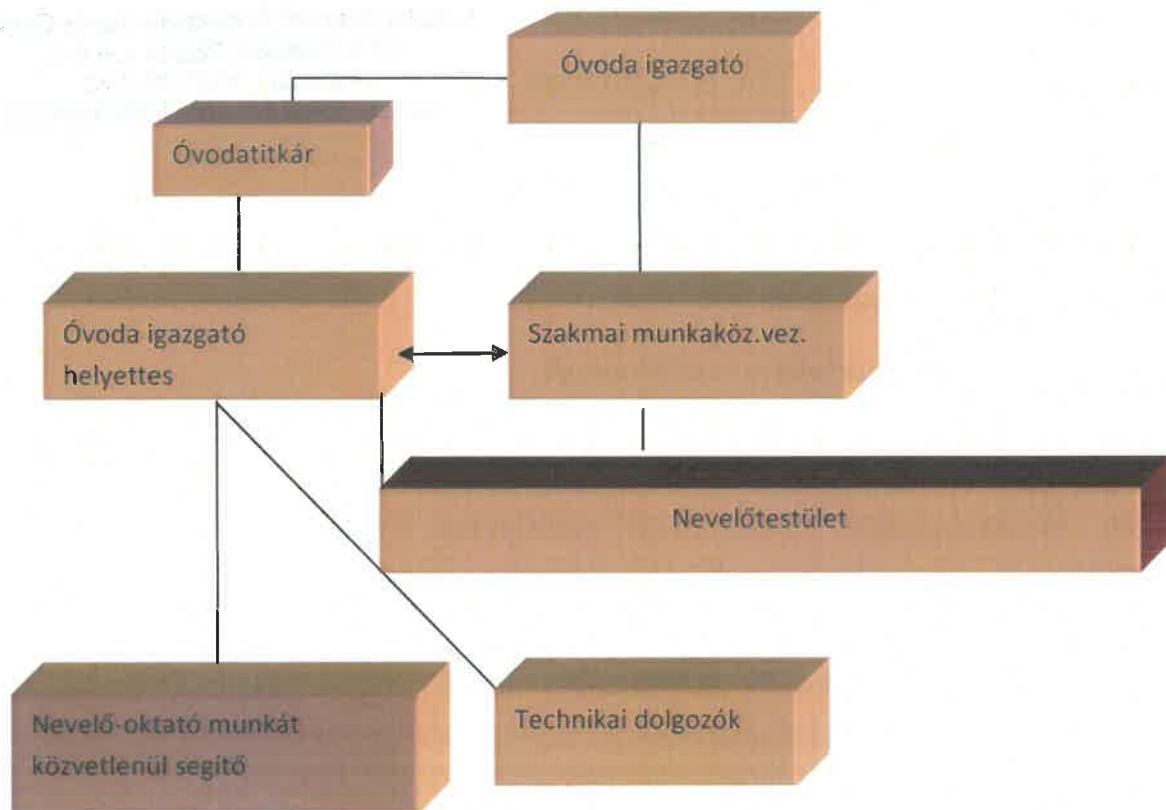 Óvoda igazgató
Óvodatitkár
Óvoda igazgató
helyettes
Szakmai munkaköz.vez.
Nevelőtestület
Nevelő-oktató munkát
közvetlenül segítő
Technikai dolgozók